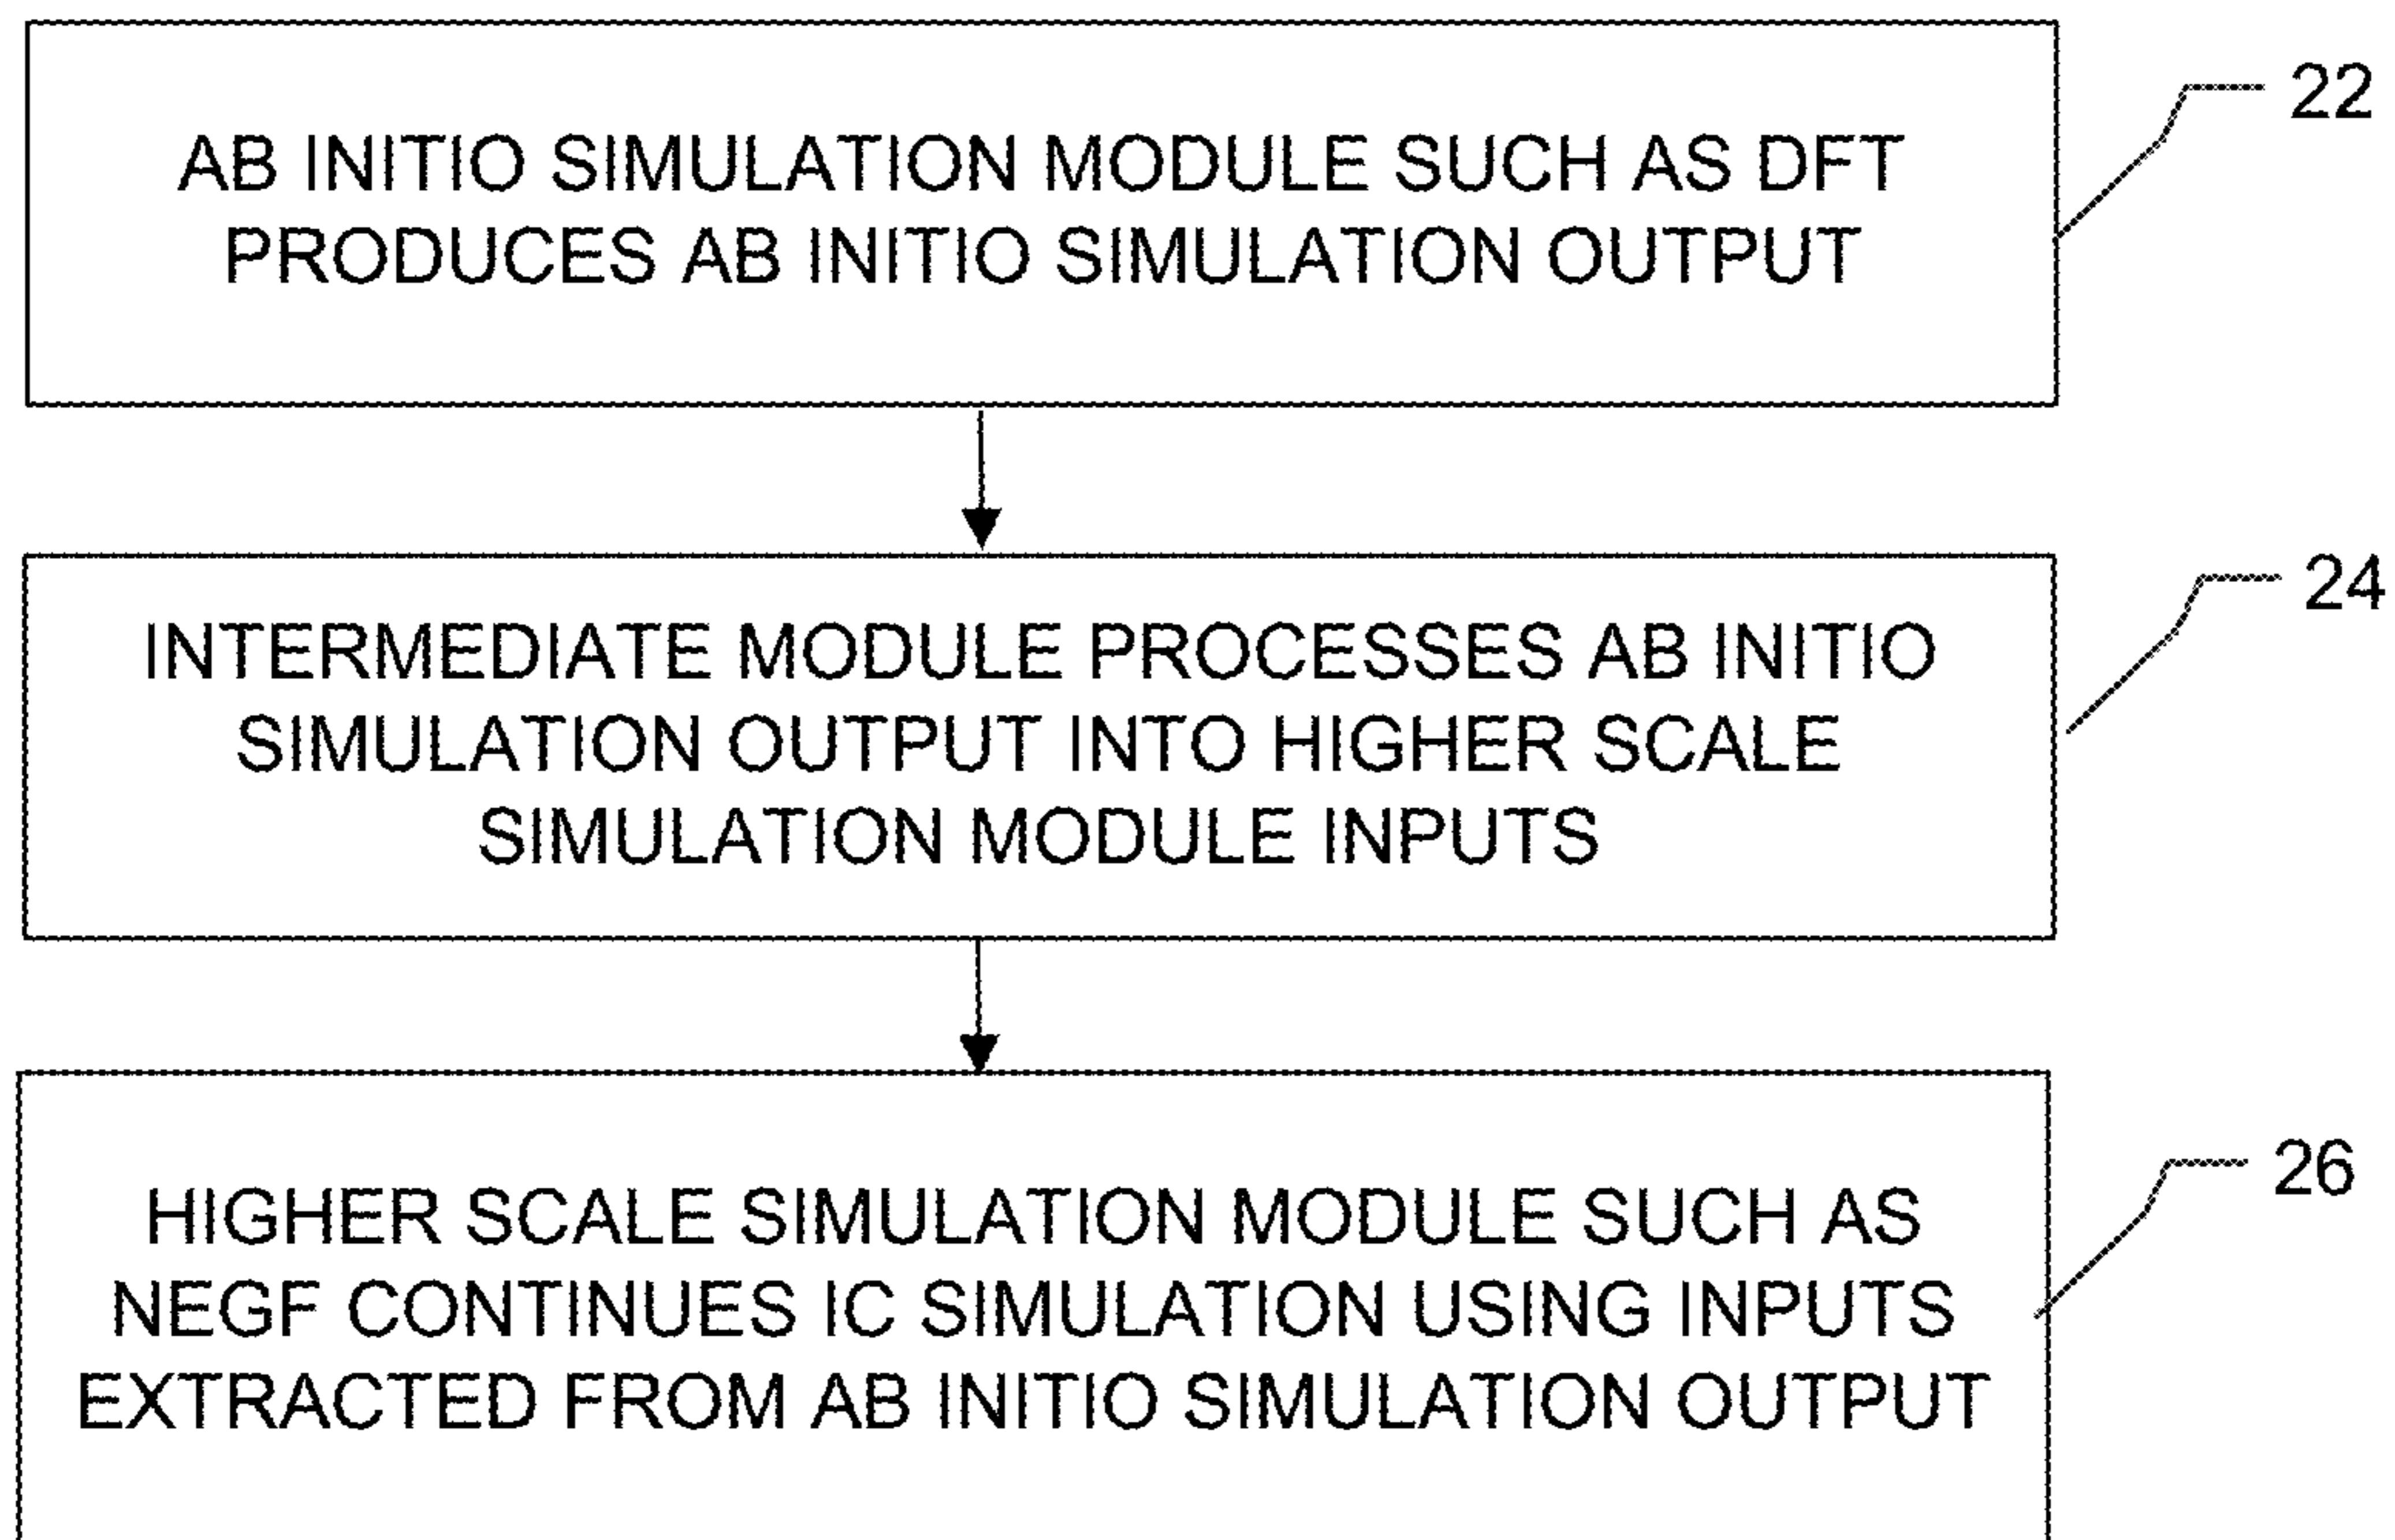 AB INITIO SIMULATION MODULE SUCH AS DFT
PRODUCES AB INITIO SIMULATION OUTPUT
22
INTERMEDIATE MODULE PROCESSES AB INITIO
SIMULATION OUTPUT INTO HIGHER SCALE
SIMULATION MODULE INPUTS
24
HIGHER SCALE SIMULATION MODULE SUCH AS
NEGF CONTINUES IC SIMULATION USING INPUTS
EXTRACTED FROM AB INITIO SIMULATION OUTPUT
26